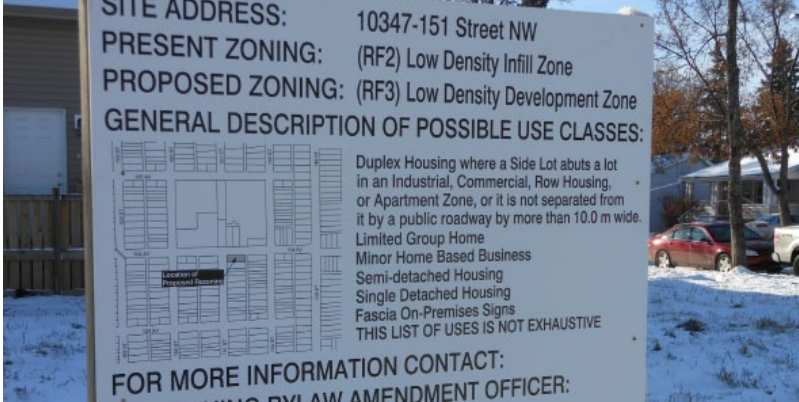 SITE ADDRESS: 10347-151 Street NW
PRESENT ZONING: (RF2) Low Density Infill Zone
PROPOSED ZONING: (RF3) Low Density Development Zone
GENERAL DESCRIPTION OF POSSIBLE USE CLASSES:
Duplex Housing where a Side Lot abuts a lot
in an Industrial, Commercial, Row Housing,
or Apartment Zone, or it is not separated from
it by a public roadway by more than 10.0 m wide.
Limited Group Home
Minor Home Based Business
Semi-detached Housing
Single Detached Housing
Fascia On-Premises Signs
THIS LIST OF USES IS NOT EXHAUSTIVE
Location of
Proposed Rezoning
FOR MORE INFORMATION CONTACT:
BYLAW AMENDMENT OFFICER: